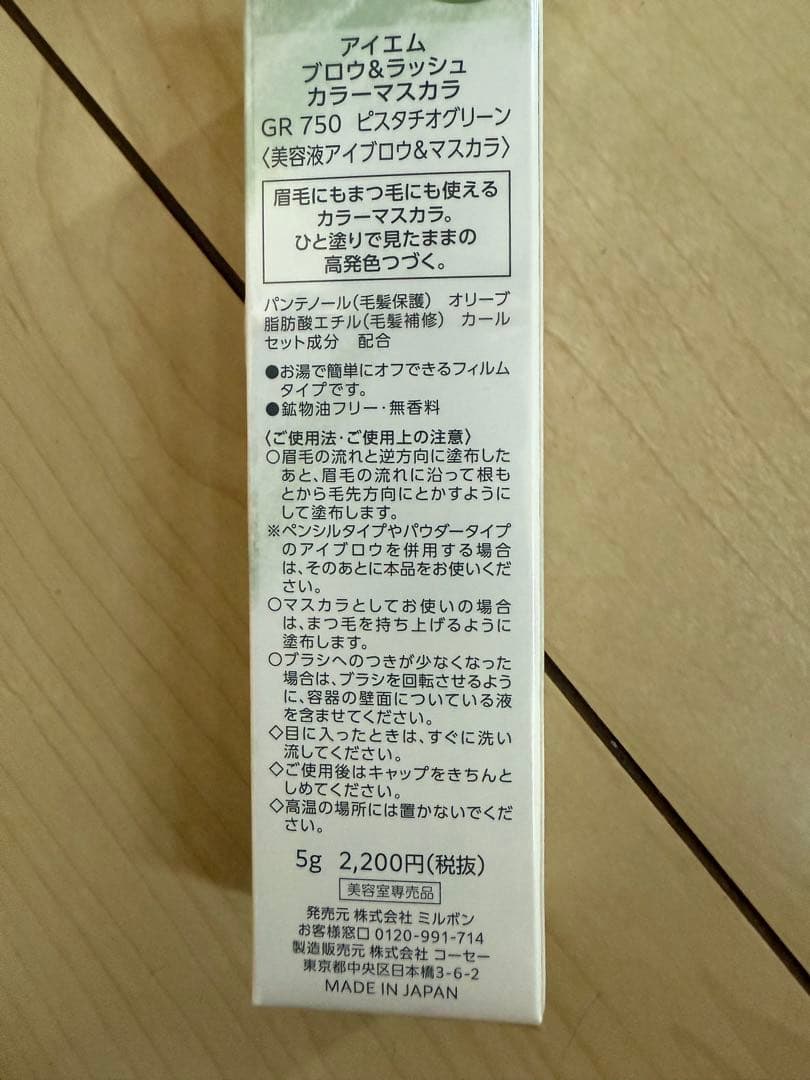 アイエム
ブロウ&ラッシュ
カラーマスカラ
GR 750 ピスタチオグリーン
〈美容液アイブロウ&マスカラ〉
眉毛にもまつ毛にも使える
カラーマスカラ。
ひと塗りで見たままの
高発色つづく。
パンテノール(毛髪保護) オリーブ
脂肪酸エチル(毛髪補修) カール
セット成分 配合
●お湯で簡単にオフできるフィルム
タイプです。
●鉱物油フリー・無香料
〈ご使用法・ご使用上の注意〉
○眉毛の流れと逆方向に塗布した
あと、眉毛の流れに沿って根も
とから毛先方向にとかすように
して塗布します。
※ペンシルタイプやパウダータイプ
のアイブロウを併用する場合
は、そのあとに本品をお使いくだ
さい。
○マスカラとしてお使いの場合
は、まつ毛を持ち上げるように
塗布します。
○ブラシへのつきが少なくなった
場合は、ブラシを回転させるよう
に、容器の壁面についている液
を含ませてください。
◇目に入ったときは、すぐに洗い
流してください。
◇ご使用後はキャップをきちんと
しめてください。
◇高温の場所には置かないでくだ
さい。
5g 2,200円(税抜)
美容室専売品
発売元 株式会社 ミルボン
お客様窓口 0120-991-714
製造販売元 株式会社 コーセー
東京都中央区日本橋3-6-2
MADE IN JAPAN